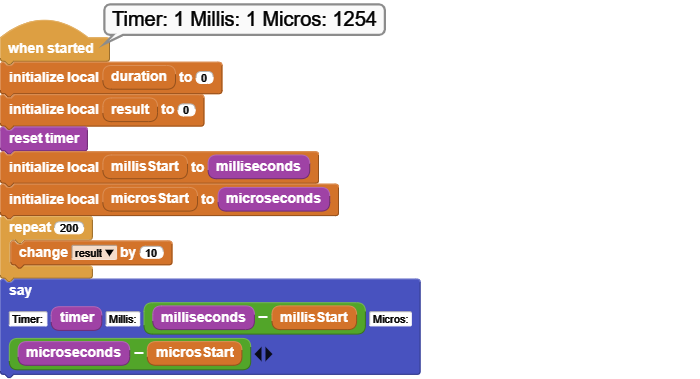 Timer: 1 Millis: 1 Micros: 1254
when started
initialize local duration to 0
initialize local result to 0
reset timer
initialize local millisStart to milliseconds
initialize local microsStart to microseconds
repeat 200
change result by 10
say
Timer: timer Millis: milliseconds – millisStart Micros:
microseconds – microsStart